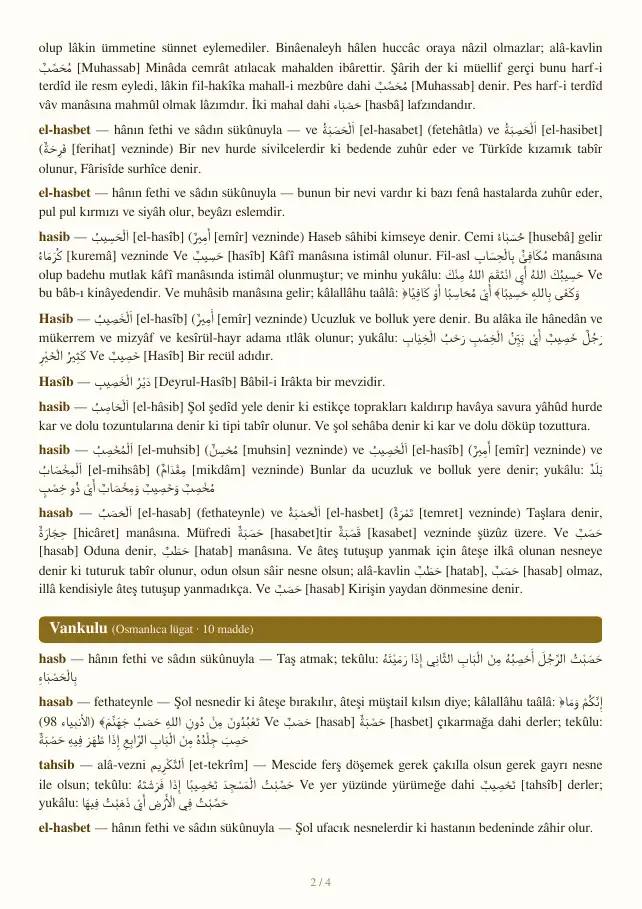 olup lâkin ümmetine sünnet eylemediler. Binâenaleyh hâlen huccâc oraya nâzil olmazlar; alâ-kavlin
مُحَصَّبٌ [Muhassab] Minâda cemrât atılacak mahalden ibârettir. Şârih der ki müellif gerçi bunu harf-i
terdîd ile resm eyledi, lâkin fil-hakîka mahall-i mezbûre dahi مُحَصَّبٌ [Muhassab] denir. Pes harf-i terdîd
vâv manâsına mahmûl olmak lâzımdır. İki mahal dahi حَصْبَاء [hasbâ] lafzındandır.
el-hasbet — hânın fethi ve sâdın sükûnuyla — ve اَلْحَصَبَةُ [el-hasabet] (fetehâtla) ve اَلْحَصِبَةُ [el-hasibet]
(فَرِحَةٌ [ferihat] vezninde) Bir nev hurde sivilcelerdir ki bedende zuhûr eder ve Türkîde kızamık tabîr
olunur, Fârisîde surhîce denir.
el-hasbet — hânın fethi ve sâdın sükûnuyla — bunun bir nevi vardır ki bazı fenâ hastalarda zuhûr eder,
pul pul kırmızı ve siyâh olur, beyâzı eslemdir.
hasib — اَلْحَسِيبُ [el-hasîb] (أَمِيرٌ [emîr] vezninde) Haseb sâhibi kimseye denir. Cemi حُسَبَاءُ [husebâ] gelir
كُرَمَاءُ [kuremâ] vezninde Ve حَسِيبٌ [hasîb] Kâfî manâsına istimâl olunur. Fil-asl مُكَافِئٌ بِالْحِسَابِ manâsına
olup badehu mutlak kâfî manâsında istimâl olunmuştur; ve minhu yukâlu: حَسِيبُكَ اللهُ أَيِ انْتَقَمَ اللهُ مِنْكَ Ve
bu bâb-ı kinâyedendir. Ve muhâsib manâsına gelir; kâlallâhu taâlâ: ﴿وَكَفَى بِاللهِ حَسِيبًا﴾ أَيْ مُحَاسِبًا أَوْ كَافِيًا
Hasib — اَلْخَصِيبُ [el-hasîb] (أَمِيرٌ [emîr] vezninde) Ucuzluk ve bolluk yere denir. Bu alâka ile hânedân ve
mükerrem ve mizyâf ve kesîrül-hayr adama ıtlâk olunur; yukâlu: رَجُلٌ خَصِيبٌ أَيْ بَيِّنُ الْخِصْبِ رَحْبُ الْجِنَابِ
كَثِيرُ الْخَيْرِ Ve خَصِيبٌ [Hasîb] Bir recül adıdır.
Hasîb — دَيْرُ الْخَصِيبِ [Deyrul-Hasîb] Bâbil-i Irâkta bir mevzidir.
hasib — اَلْحَاصِبُ [el-hâsib] Şol şedîd yele denir ki estikçe toprakları kaldırıp havâya savura yâhûd hurde
kar ve dolu tozuntularına denir ki tipi tabîr olunur. Ve şol sehâba denir ki kar ve dolu döküp tozuttura.
hasib — اَلْمُخْصِبُ [el-muhsib] (مُحْسِنٌ [muhsin] vezninde) ve اَلْخَصِيبُ [el-hasîb] (أَمِيرٌ [emîr] vezninde) ve
اَلْمِخْصَابُ [el-mihsâb] (مِقْدَامٌ [mikdâm] vezninde) Bunlar da ucuzluk ve bolluk yere denir; yukâlu: بَلَدٌ
مُخْصِبٌ وَخَصِيبٌ وَمِخْصَابٌ أَيْ ذُو خِصْبٍ
hasab — اَلْحَصَبُ [el-hasab] (fethateynle) ve اَلْحَصْبَةُ [el-hasbet] (تَمْرَةٌ [temret] vezninde) Taşlara denir,
حِجَارَةٌ [hicâret] manâsına. Müfredi حَصَبَةٌ [hasabet]tir قَصَبَةٌ [kasabet] vezninde şüzûz üzere. Ve حَصَبٌ
[hasab] Oduna denir, حَطَبٌ [hatab] manâsına. Ve âteş tutuşup yanmak için âteşe ilkâ olunan nesneye
denir ki tuturuk tabîr olunur, odun olsun sâir nesne olsun; alâ-kavlin حَطَبٌ [hatab], حَصَبٌ [hasab] olmaz,
illâ kendisiyle âteş tutuşup yanmadıkça. Ve حَصَبٌ [hasab] Kirişin yaydan dönmesine denir.
Vankulu (Osmanlıca lügat · 10 madde)
hasb — hânın fethi ve sâdın sükûnuyla — Taş atmak; tekûlu: حَصَبْتُ الرَّجُلَ أَحْصِبُهُ مِنَ الْبَابِ الثَّانِي إِذَا رَمَيْتَهُ
بِالْحَصْبَاءِ
hasab — fethateynle — Şol nesnedir ki âteşe bırakılır, âteşi müştail kılsın diye; kâlallâhu taâlâ: ﴿إِنَّكُمْ وَمَا
تَعْبُدُونَ مِنْ دُونِ اللهِ حَصَبُ جَهَنَّمَ﴾ (الأنبياء 98) Ve حَصَبٌ [hasab] حَصْبَةٌ [hasbet] çıkarmağa dahi derler; tekûlu:
حَصِبَ جِلْدُهُ مِنَ الْبَابِ الرَّابِعِ إِذَا ظَهَرَ فِيهِ حَصْبَةٌ
tahsib — alâ-vezni اَلتَّكْرِيم [et-tekrîm] — Mescide ferş döşemek gerek çakılla olsun gerek gayrı nesne
ile olsun; tekûlu: حَصَّبْتُ الْمَسْجِدَ تَحْصِيبًا إِذَا فَرَشْتَهُ Ve yer yüzünde yürümeğe dahi تَحْصِيبٌ [tahsîb] derler;
yukâlu: حَصَّبْتُ فِي الْأَرْضِ أَيْ ذَهَبْتُ فِيهَا
el-hasbet — hânın fethi ve sâdın sükûnuyla — Şol ufacık nesnelerdir ki hastanın bedeninde zâhir olur.
2 / 4